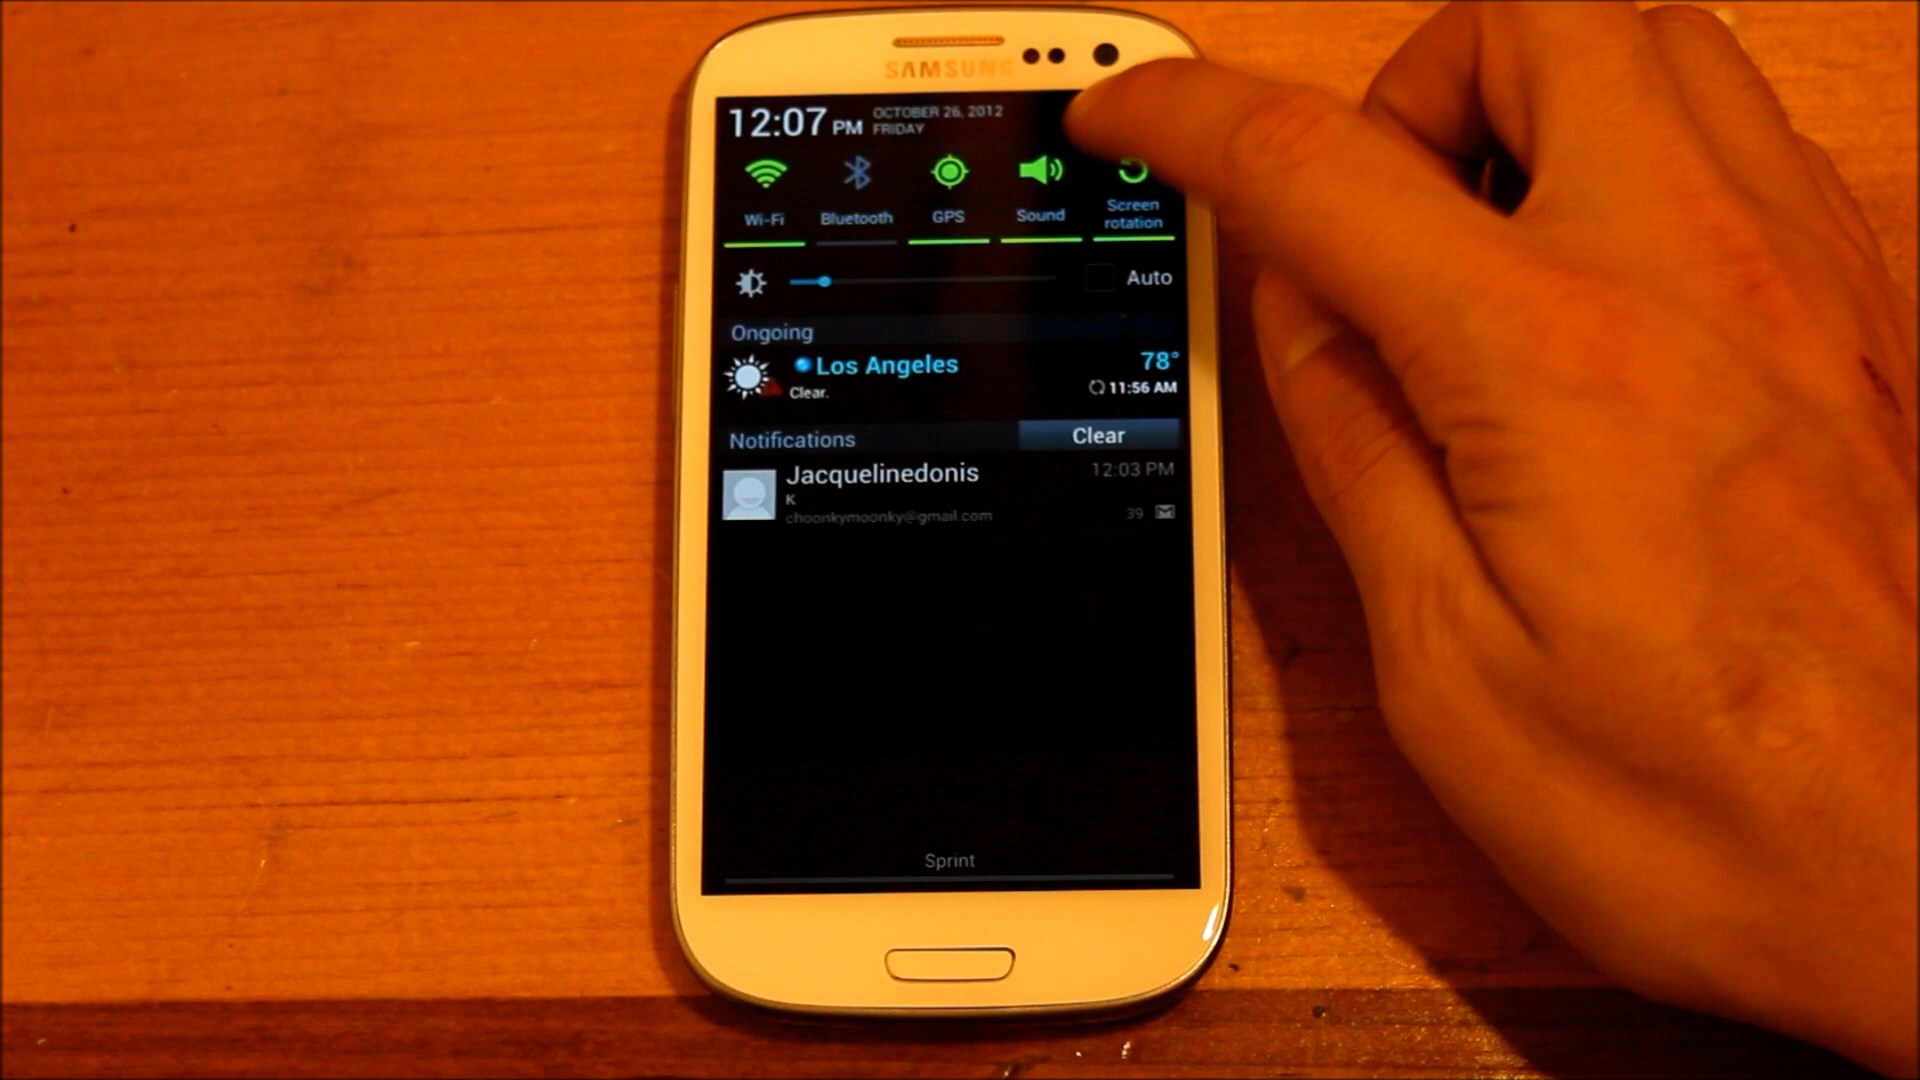 SAMSUNG
12:07 PM OCTOBER 26, 2012
FRIDAY
Wi-Fi Bluetooth GPS Sound Screen rotation
Auto
Ongoing
Los Angeles 78°
Clear. 11:56 AM
Notifications Clear
Jacquelinedonis 12:03 PM
K
choonkymoonky@gmail.com 39
Sprint